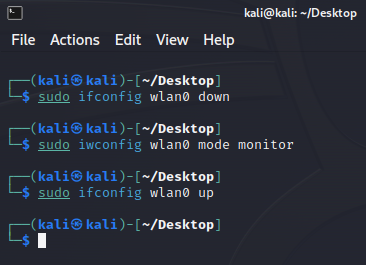 kali@kali: ~/Desktop
File Actions Edit View Help
┌──(kali㉿kali)-[~/Desktop]
└─$ sudo ifconfig wlan0 down
┌──(kali㉿kali)-[~/Desktop]
└─$ sudo iwconfig wlan0 mode monitor
┌──(kali㉿kali)-[~/Desktop]
└─$ sudo ifconfig wlan0 up
┌──(kali㉿kali)-[~/Desktop]
└─$